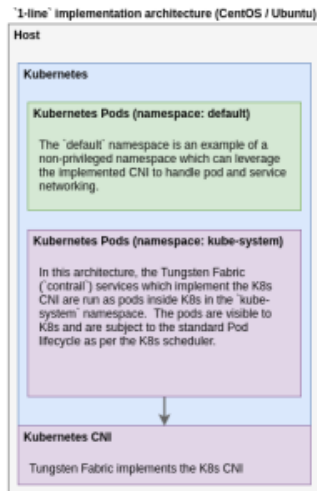 `1-line` implementation architecture (CentOS / Ubuntu)
Host
Kubernetes
Kubernetes Pods (namespace: default)
The `default` namespace is an example of a
non-privileged namespace which can leverage
the implemented CNI to handle pod and service
networking.
Kubernetes Pods (namespace: kube-system)
In this architecture, the Tungsten Fabric
(`contrail`) services which implement the K8s
CNI are run as pods inside K8s in the `kube-
system` namespace. The pods are visible to
K8s and are subject to the standard Pod
lifecycle as per the K8s scheduler.
Kubernetes CNI
Tungsten Fabric implements the K8s CNI